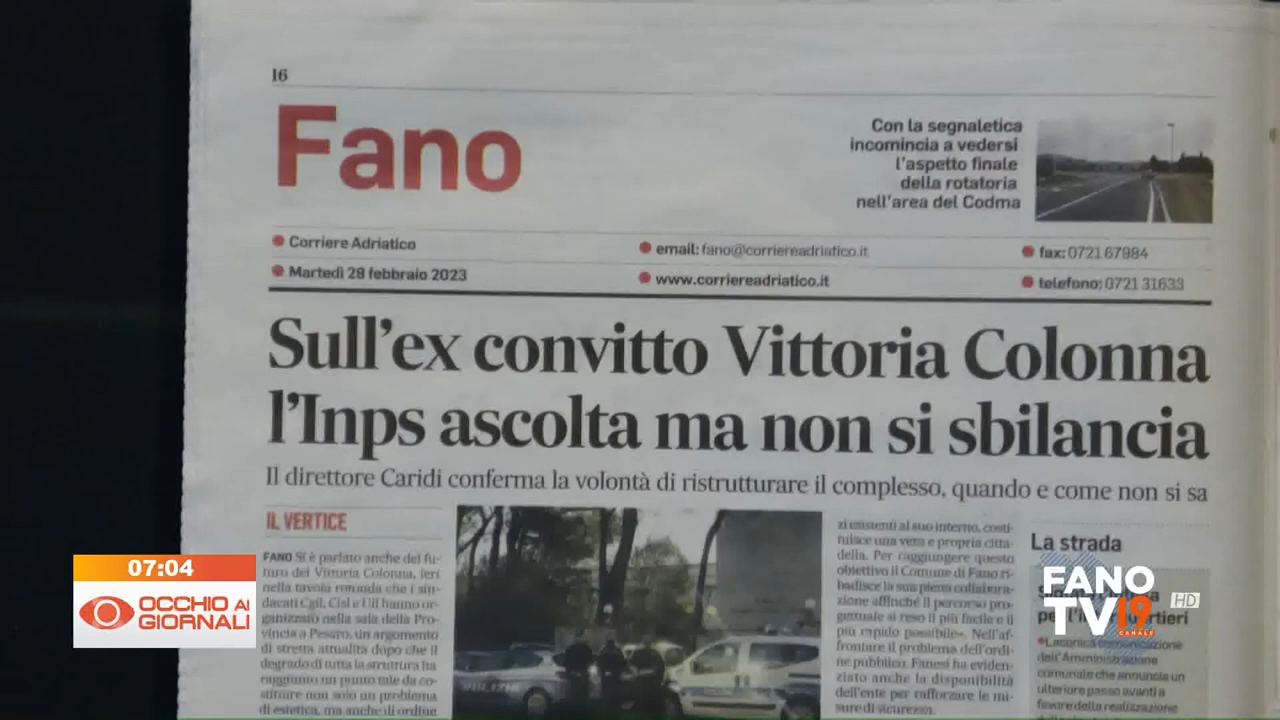 16
Fano
Con la segnaletica
incomincia a vedersi
l'aspetto finale
della rotatoria
nell'area del Codma
Corriere Adriatico
Martedì 28 febbraio 2023
email: fano@corriereadriatico.it
www.corriereadriatico.it
fax: 0721 67984
telefono: 0721 31633
Sull'ex convitto Vittoria Colonna
l'Inps ascolta ma non si sbilancia
Il direttore Caridi conferma la volontà di ristrutturare il complesso, quando e come non si sa
IL VERTICE
FANO Si è parlato anche del fu-
turo del Vittoria Colonna, ieri
nella tavola rotonda che i sin-
dacati Cgil, Cisl e Uil hanno or-
ganizzato nella sala della Pro-
vincia a Pesaro, un argomento
di stretta attualità dopo che il
degrado di tutta la struttura ha
raggiunto un punto tale da co-
stituire non solo un problema
di estetica, ma anche di ordine
zi esistenti al suo interno, costi-
tuisce una vera e propria citta-
della. Per raggiungere questo
obiettivo il Comune di Fano ri-
badisce la sua piena collabora-
zione affinché il percorso pro-
gettuale si reso il più facile e il
più rapido possibile». Nell'af-
frontare il problema dell'ordi-
ne pubblico, Fanesi ha eviden-
ziato anche la disponibilità
dell'ente per rafforzare le mi-
sure di sicurezza.
La strada
Laconica comunicazione
dell'Amministrazione
comunale che annuncia un
ulteriore passo avanti a
favore della realizzazione
07:04
OCCHIO AI
GIORNALI
FANO
TV19
CANALE
HD